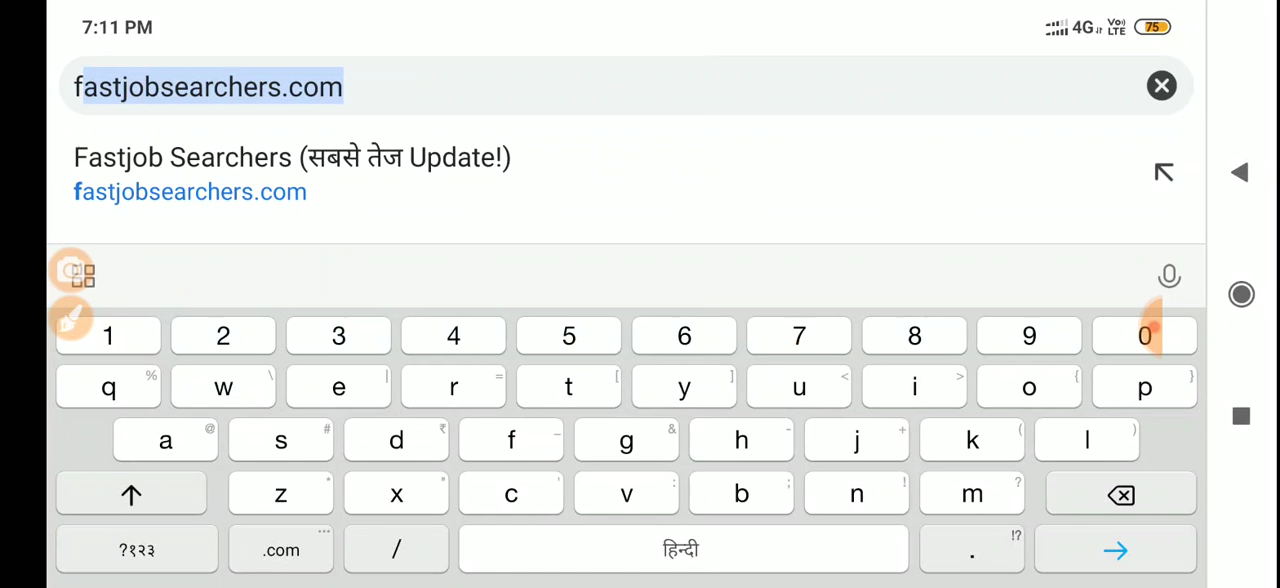 7:11 PM
4G Vo)) LTE 75
fastjobsearchers.com
Fastjob Searchers (सबसे तेज Update!)
fastjobsearchers.com
1 2 3 4 5 6 7 8 9 0
q % w \ e | r = t [ y ] u < i > o { p }
a @ s # d ₹ f _ g & h - j + k ( l )
z * x " c ' v : b ; n ! m ?
?१२३ .com ... / हिन्दी . !?